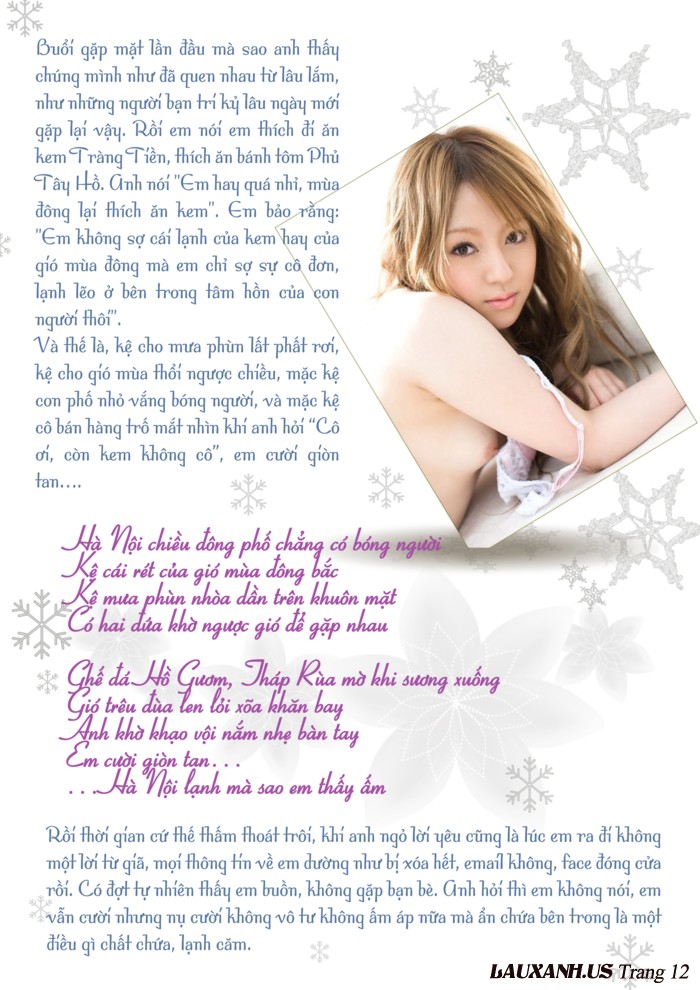 Buổi gặp mặt lần đầu mà sao anh thấy
chúng mình như đã quen nhau từ lâu lắm,
như những người bạn trí kỷ lâu ngày mới
gặp lại vậy. Rồi em nói em thích đi ăn
kem Tràng Tiền, thích ăn bánh tôm Phủ
Tây Hồ. Anh nói "Em hay quá nhỉ, mùa
đông lại thích ăn kem". Em bảo rằng:
"Em không sợ cái lạnh của kem hay của
gió mùa đông mà em chỉ sợ sự cô đơn,
lạnh lẽo ở bên trong tâm hồn của con
người thôi".
Và thế là, kệ cho mưa phùn lất phất rơi,
kệ cho gió mùa thổi ngược chiều, mặc kệ
con phố nhỏ vắng bóng người, và mặc kệ
cô bán hàng trố mắt nhìn khi anh hỏi “Cô
ơi, còn kem không cô”, em cười giòn
tan….
Hà Nội chiều đông phố chẳng có bóng người
Kệ cái rét của gió mùa đông bắc
Kệ mưa phùn nhòa dần trên khuôn mặt
Có hai đứa khờ ngược gió để gặp nhau
Ghế đá Hồ Gươm, Tháp Rùa mờ khi sương xuống
Gió trêu đùa len lỏi xõa khăn bay
Anh khờ khạo vội nắm nhẹ bàn tay
Em cười giòn tan…
…Hà Nội lạnh mà sao em thấy ấm
Rồi thời gian cứ thế thấm thoát trôi, khi anh ngỏ lời yêu cũng là lúc em ra đi không
một lời từ giã, mọi thông tin về em dường như bị xóa hết, email không, face đóng cửa
rồi. Có đợt tự nhiên thấy em buồn, không gặp bạn bè. Anh hỏi thì em không nói, em
vẫn cười nhưng nụ cười không vô tư không ấm áp nữa mà ẩn chứa bên trong là một
điều gì chất chứa, lạnh căm.
LAUXANH.US Trang 12